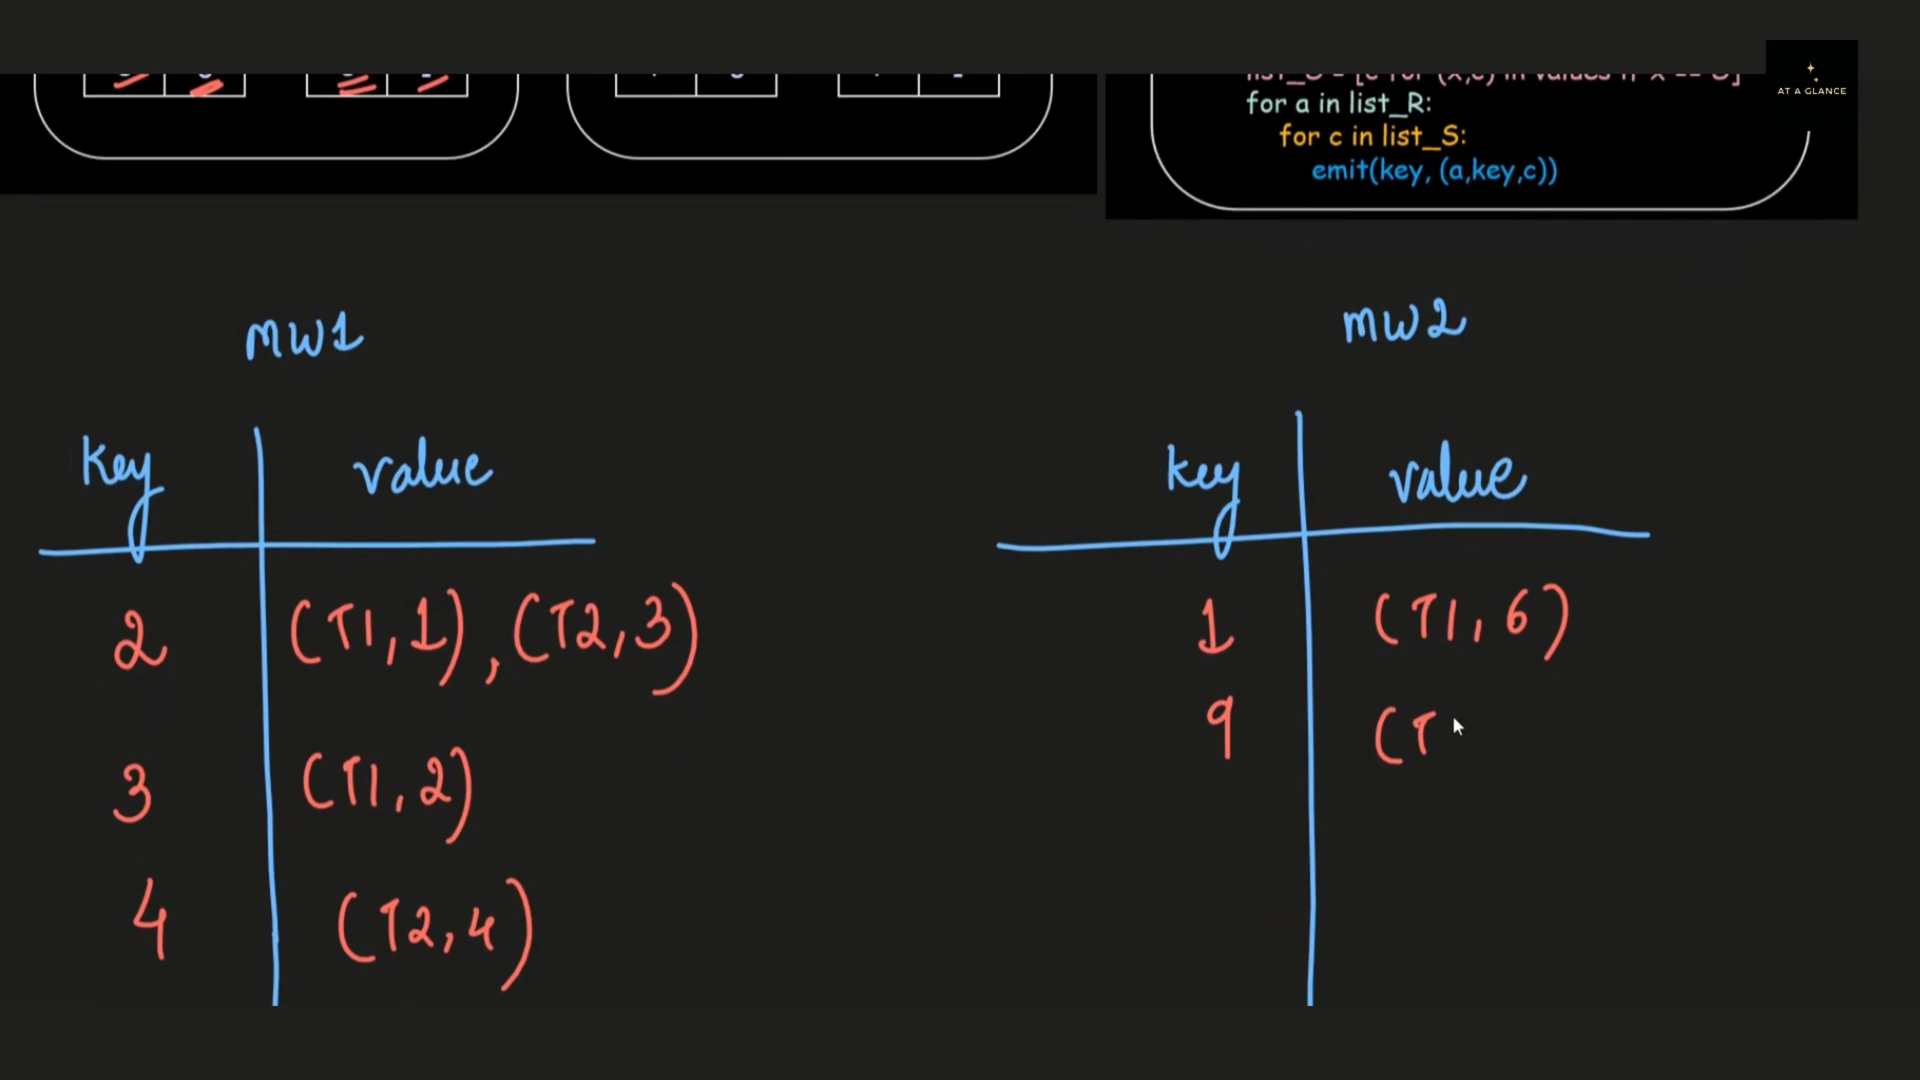 AT A GLANCE
for a in list_R:
for c in list_S:
emit(key, (a,key,c))
MW1
MW2
Key value
2 (T1,1), (T2,3)
3 (T1,2)
4 (T2,4)
key value
1 (T1,6)
9 (T